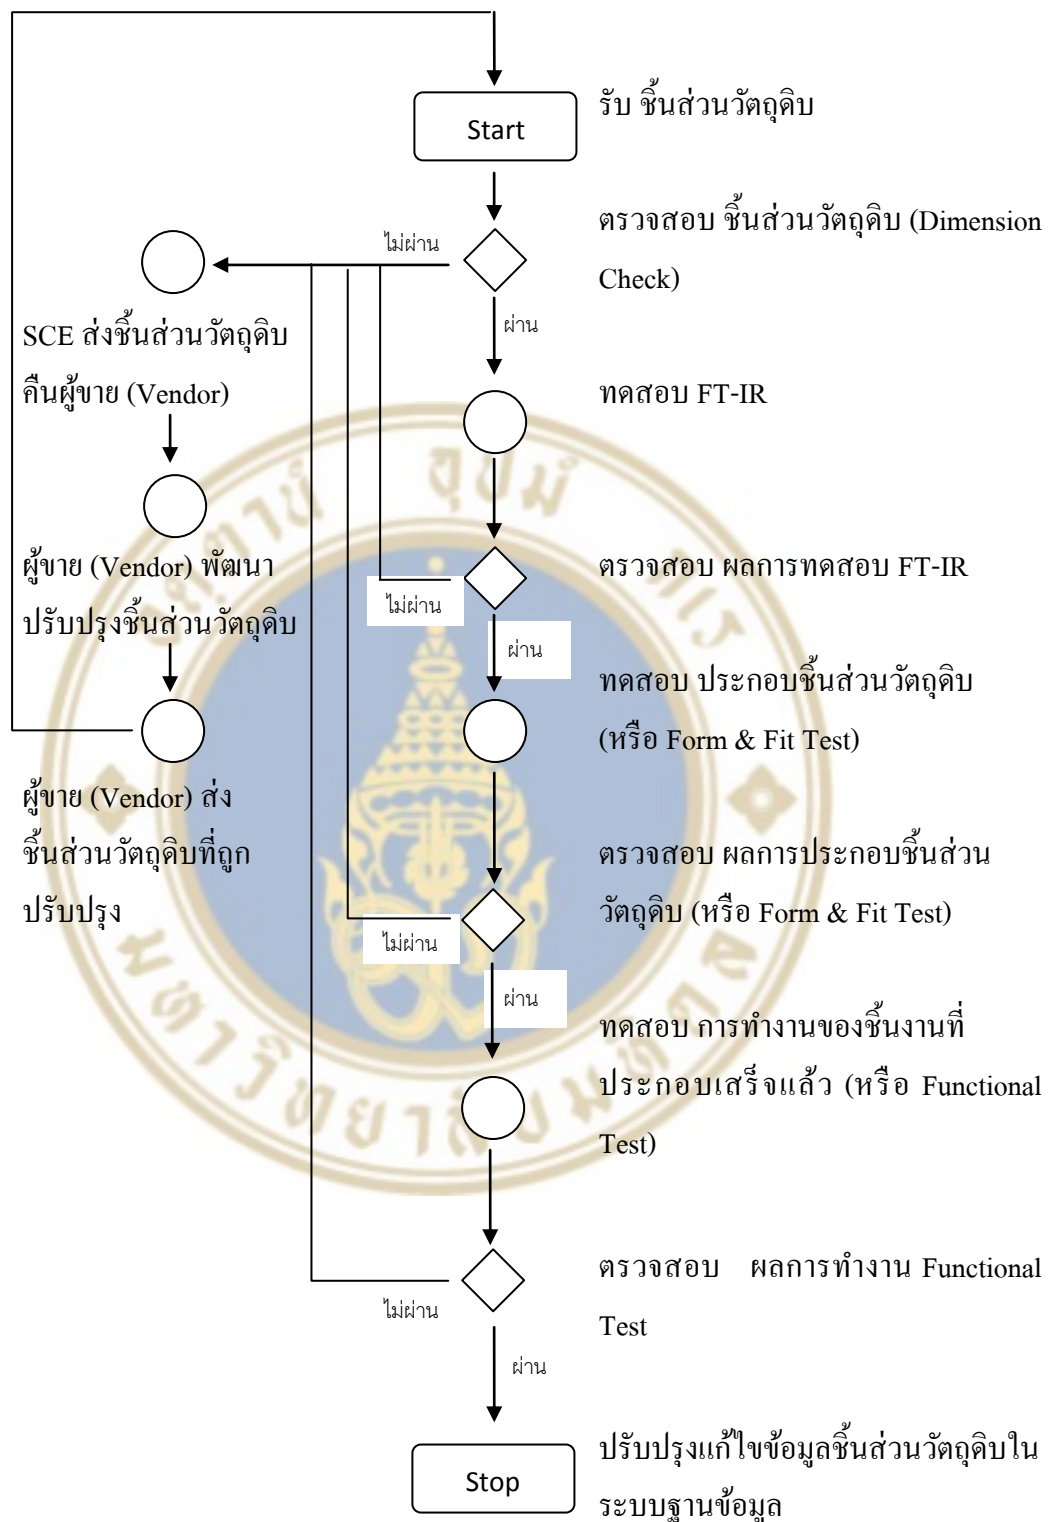 รับ ชิ้นส่วนวัตถุดิบ
Start
ตรวจสอบ ชิ้นส่วนวัตถุดิบ (Dimension
Check)
ไม่ผ่าน
ผ่าน
SCE ส่งชิ้นส่วนวัตถุดิบ
คืนผู้ขาย (Vendor)
ทดสอบ FT-IR
ผู้ขาย (Vendor) พัฒนา
ปรับปรุงชิ้นส่วนวัตถุดิบ
ตรวจสอบ ผลการทดสอบ FT-IR
ไม่ผ่าน
ผ่าน
ทดสอบ ประกอบชิ้นส่วนวัตถุดิบ
(หรือ Form & Fit Test)
ผู้ขาย (Vendor) ส่ง
ชิ้นส่วนวัตถุดิบที่ถูก
ปรับปรุง
ตรวจสอบ ผลการประกอบชิ้นส่วน
วัตถุดิบ (หรือ Form & Fit Test)
ไม่ผ่าน
ผ่าน
ทดสอบ การทำงานของชิ้นงานที่
ประกอบเสร็จแล้ว (หรือ Functional
Test)
ตรวจสอบ ผลการทำงาน Functional
Test
ไม่ผ่าน
ผ่าน
Stop
ปรับปรุงแก้ไขข้อมูลชิ้นส่วนวัตถุดิบใน
ระบบฐานข้อมูล
มหาวิทยาลัยมหิดล